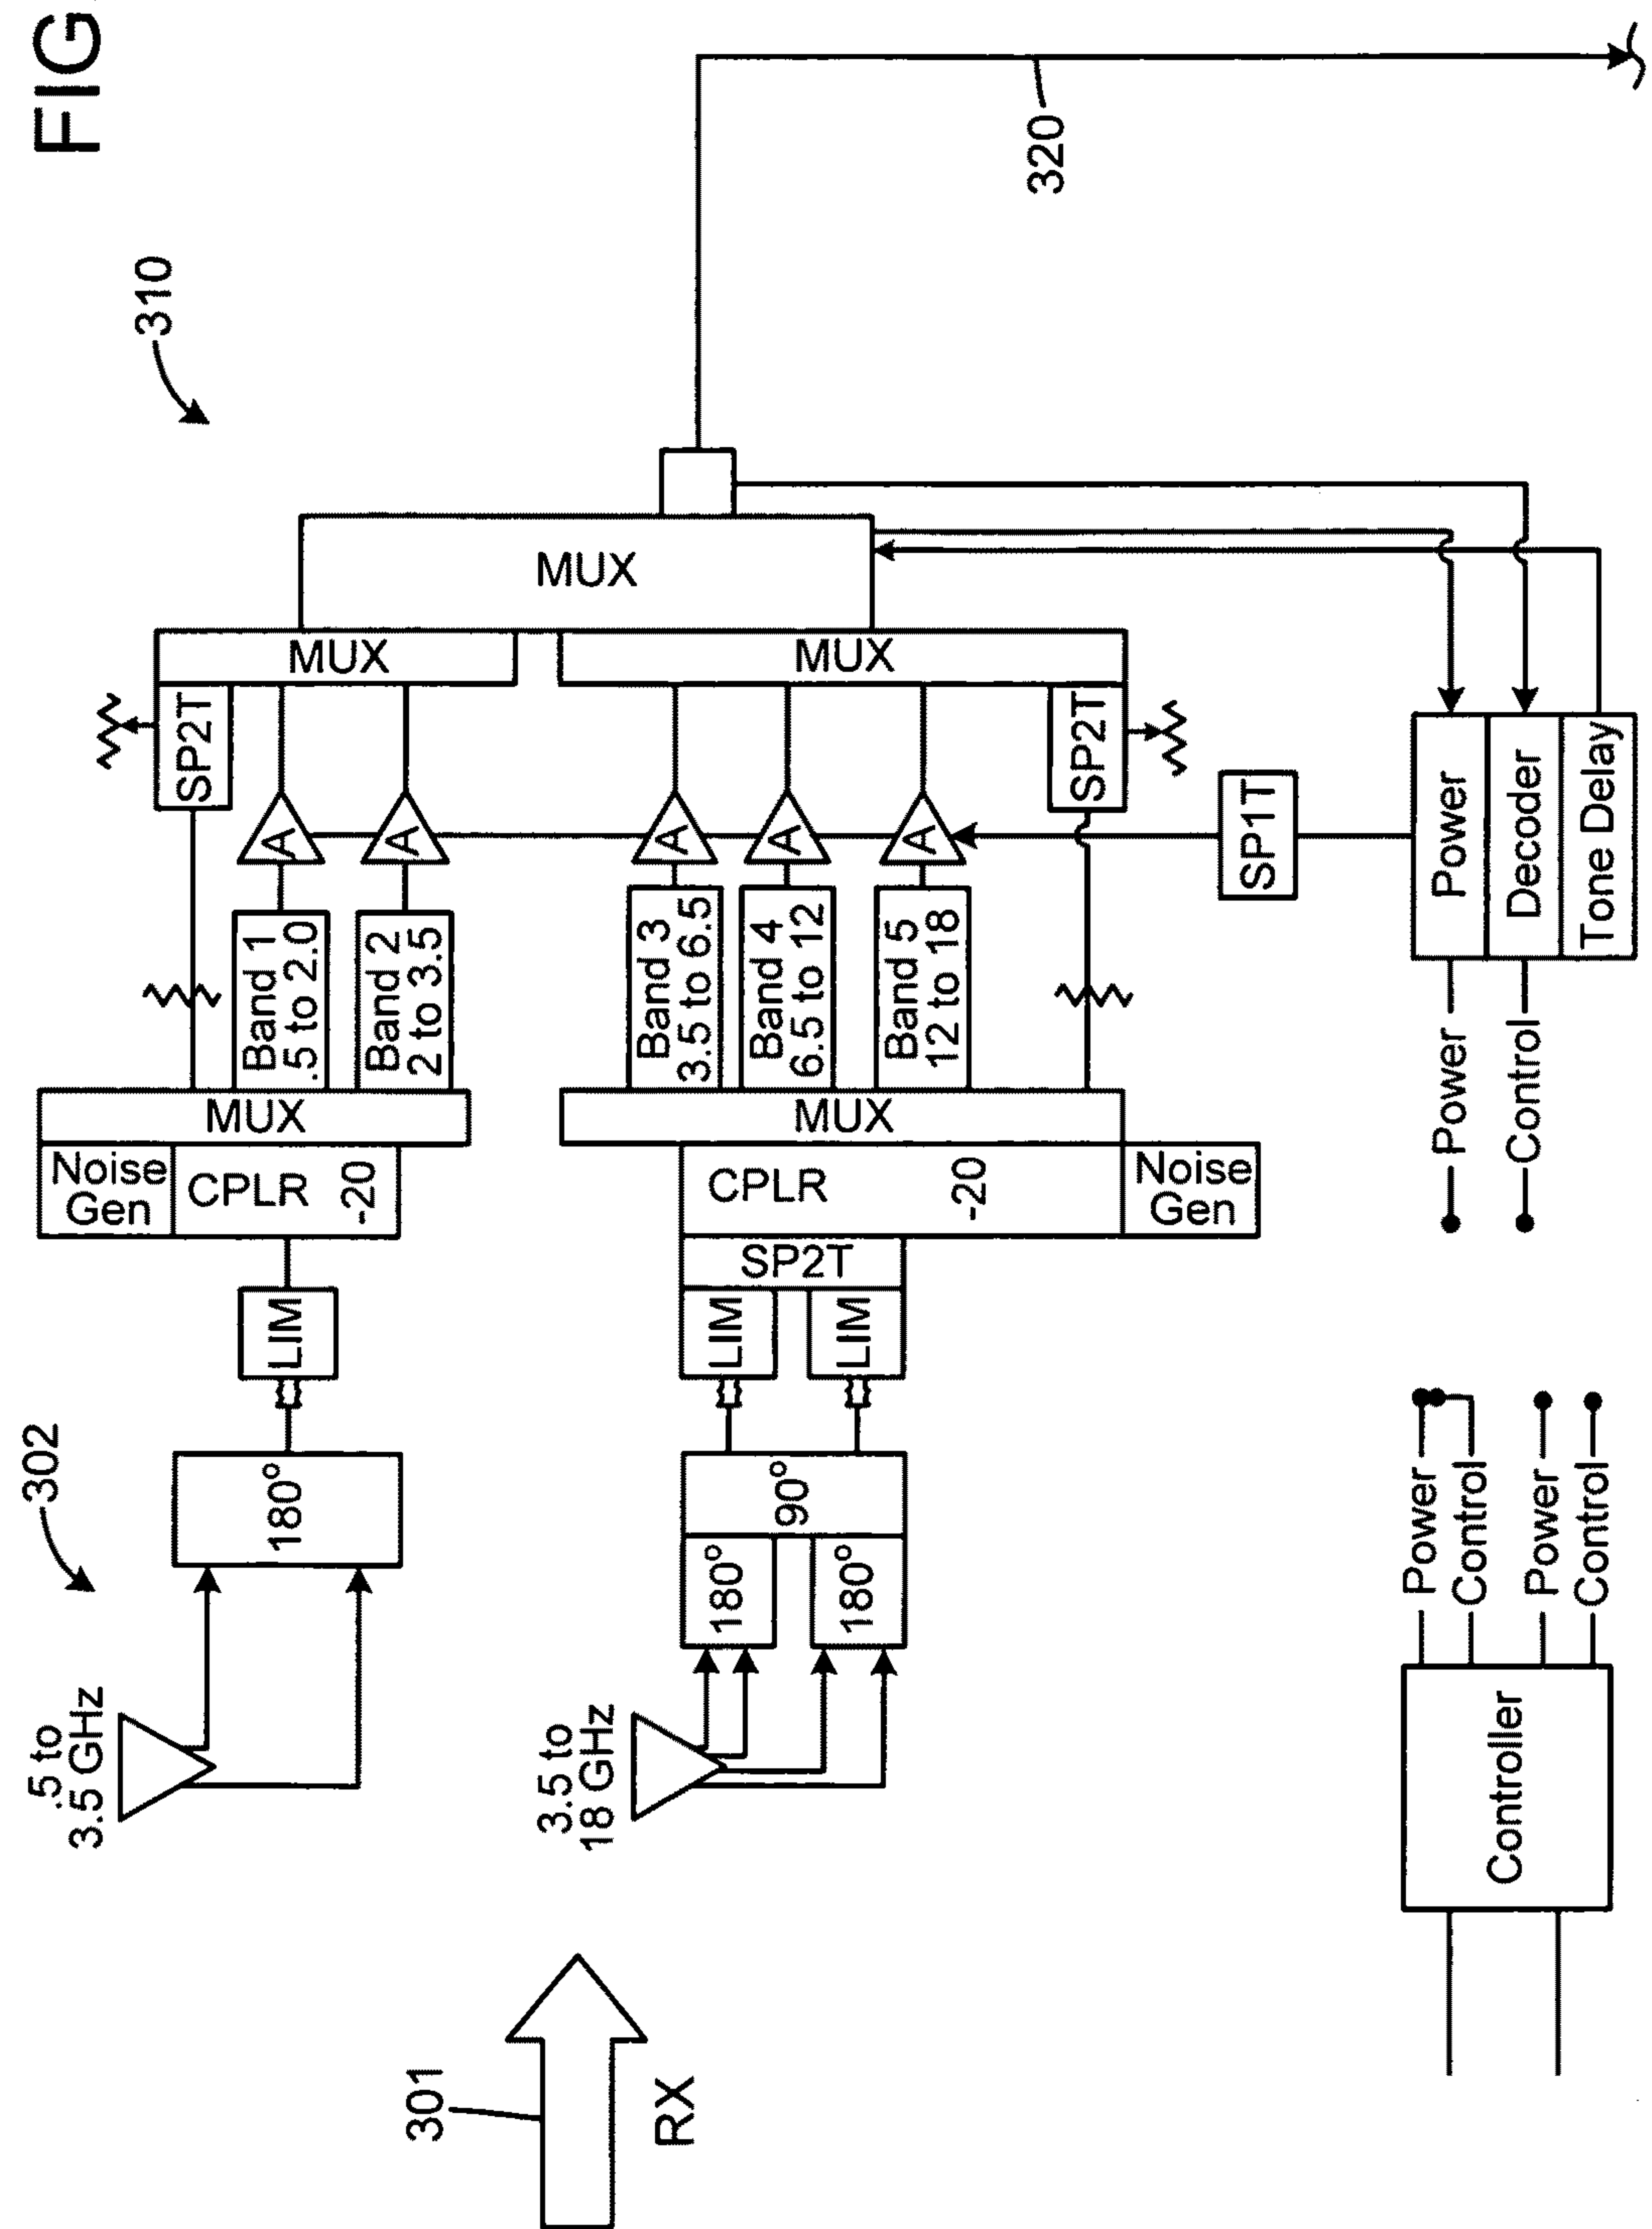 FIG
310
320
302
301
RX
.5 to
3.5 GHz
180°
LIM
Noise
Gen
CPLR
-20
MUX
Band 1
.5 to 2.0
Band 2
2 to 3.5
A
A
SP2T
MUX
MUX
3.5 to
18 GHz
180°
180°
90°
LIM
LIM
SP2T
CPLR
-20
Noise
Gen
MUX
Band 3
3.5 to 6.5
Band 4
6.5 to 12
Band 5
12 to 18
A
A
A
SP2T
MUX
SP1T
Power
Control
Power
Decoder
Tone Delay
Controller
Power
Control
Power
Control